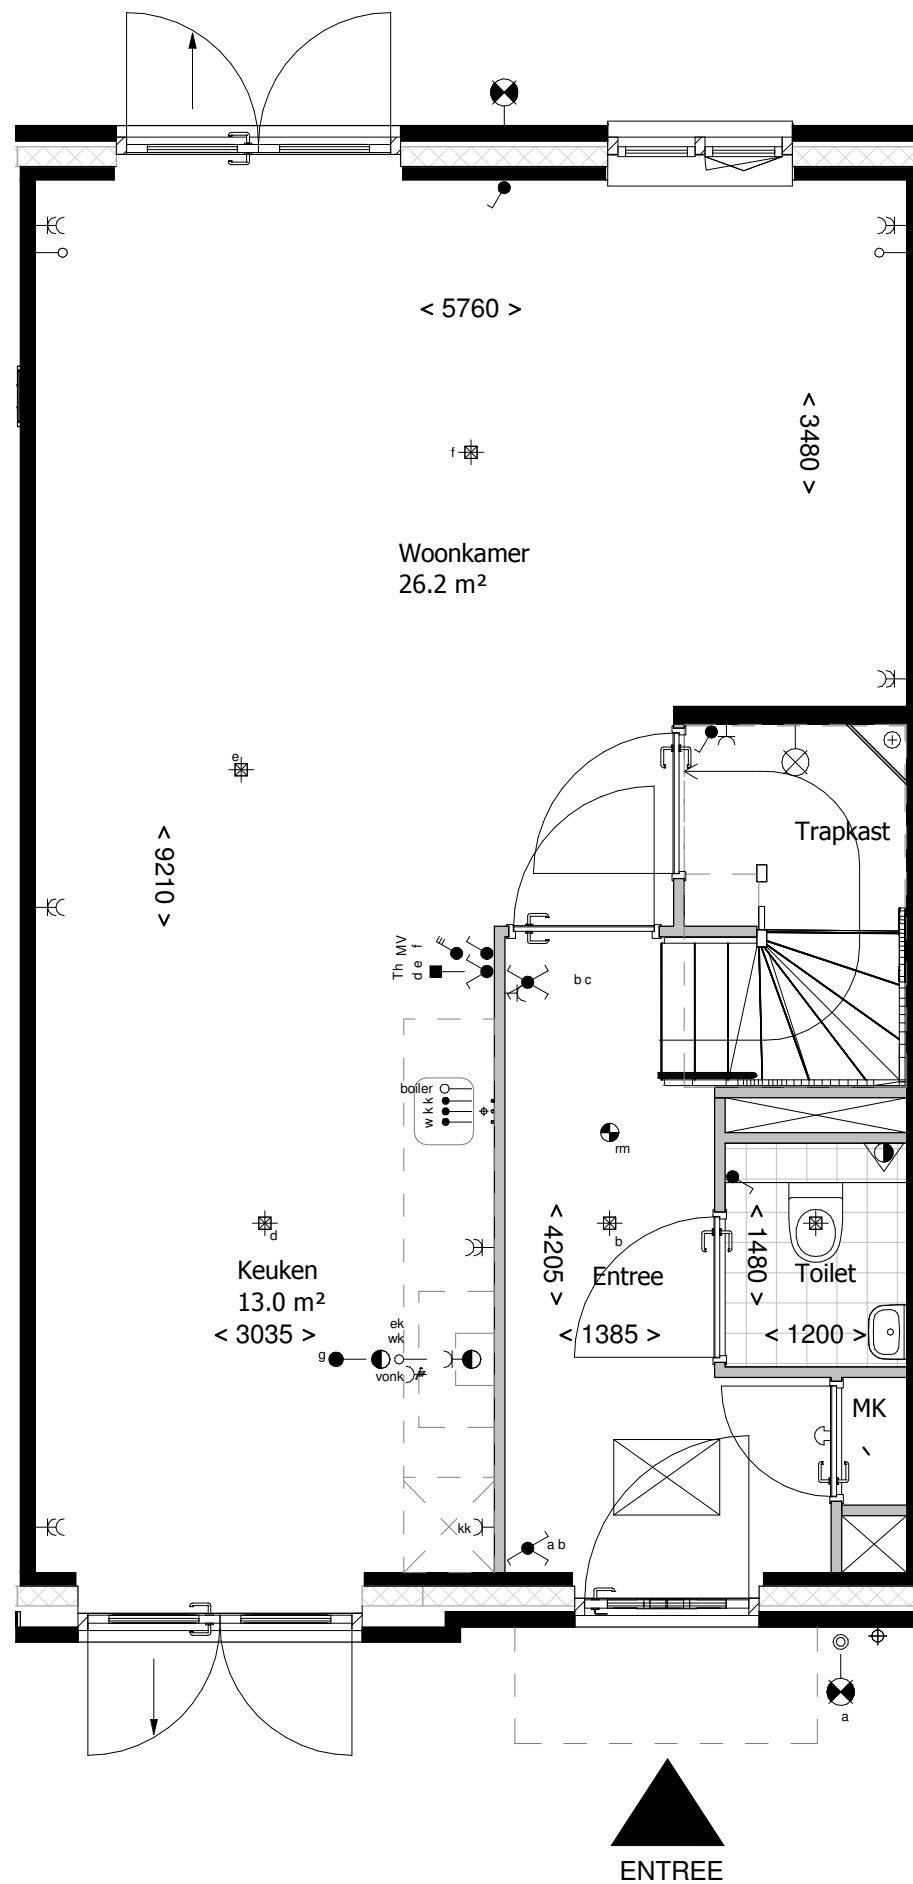 < 5760 >
< 3480 >
f
Woonkamer
26.2 m²
e
< 9210 >
Trapkast
Th MV
d e f
b c
boiler
w k k
rm
d
b
< 4205 >
< 1480 >
Keuken
13.0 m²
< 3035 >
Entree
< 1385 >
Toilet
< 1200 >
ek
wk
g
vonk
MK
kk
a b
a
ENTREE